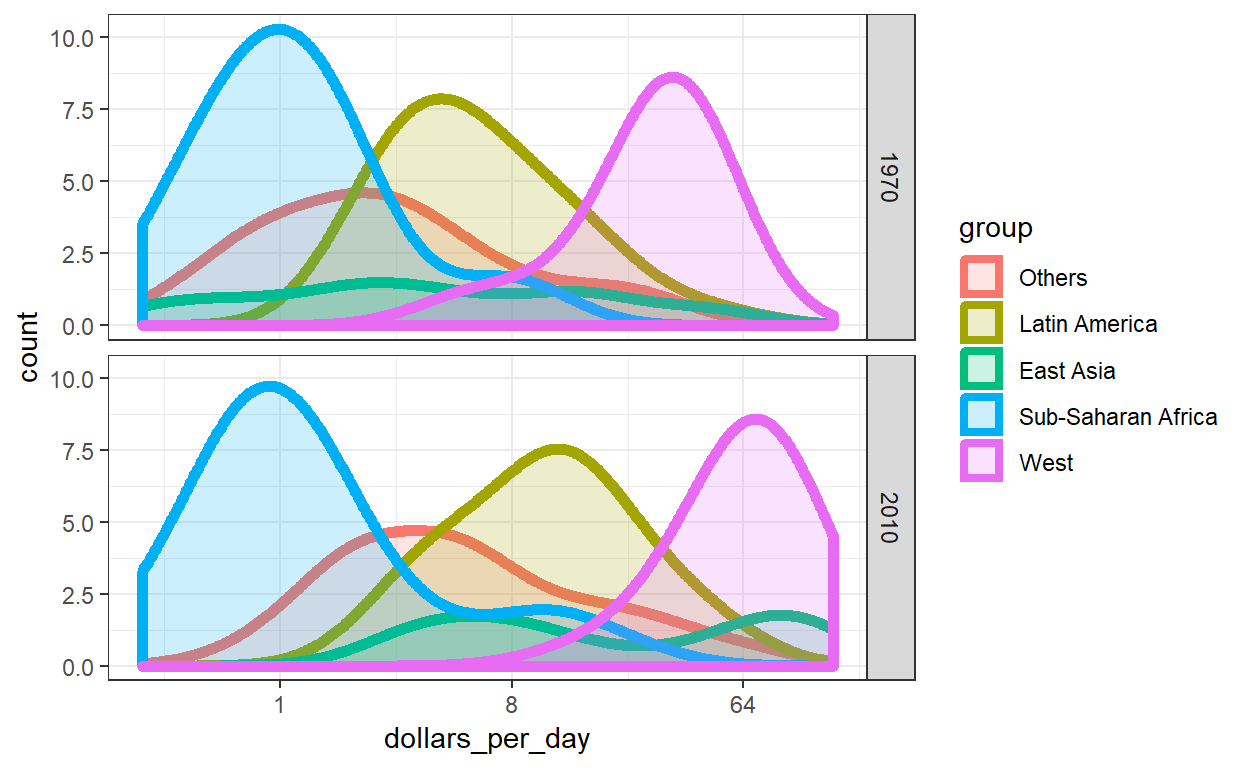 10.0
7.5
5.0
2.5
0.0
1970
10.0
7.5
5.0
2.5
0.0
2010
1 8 64
dollars_per_day
count
group
Others
Latin America
East Asia
Sub-Saharan Africa
West